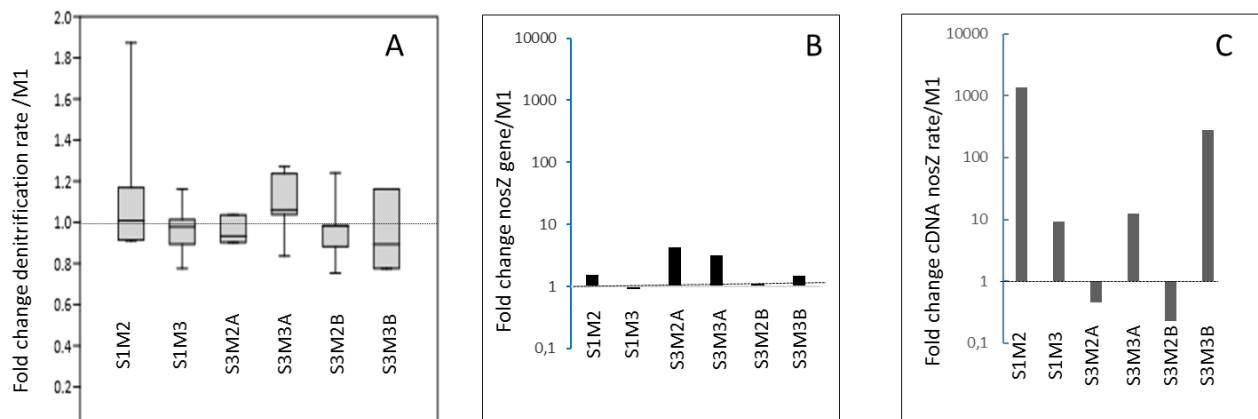 A
Fold change denitrification rate /M1
2.0
1.8
1.6
1.4
1.2
1.0
0.8
0.6
0.4
0.2
S1M2
S1M3
S3M2A
S3M3A
S3M2B
S3M3B
B
Fold change nosZ gene/M1
10000
1000
100
10
1
0,1
S1M2
S1M3
S3M2A
S3M3A
S3M2B
S3M3B
C
Fold change cDNA nosZ rate/M1
10000
1000
100
10
1
0,1
S1M2
S1M3
S3M2A
S3M3A
S3M2B
S3M3B